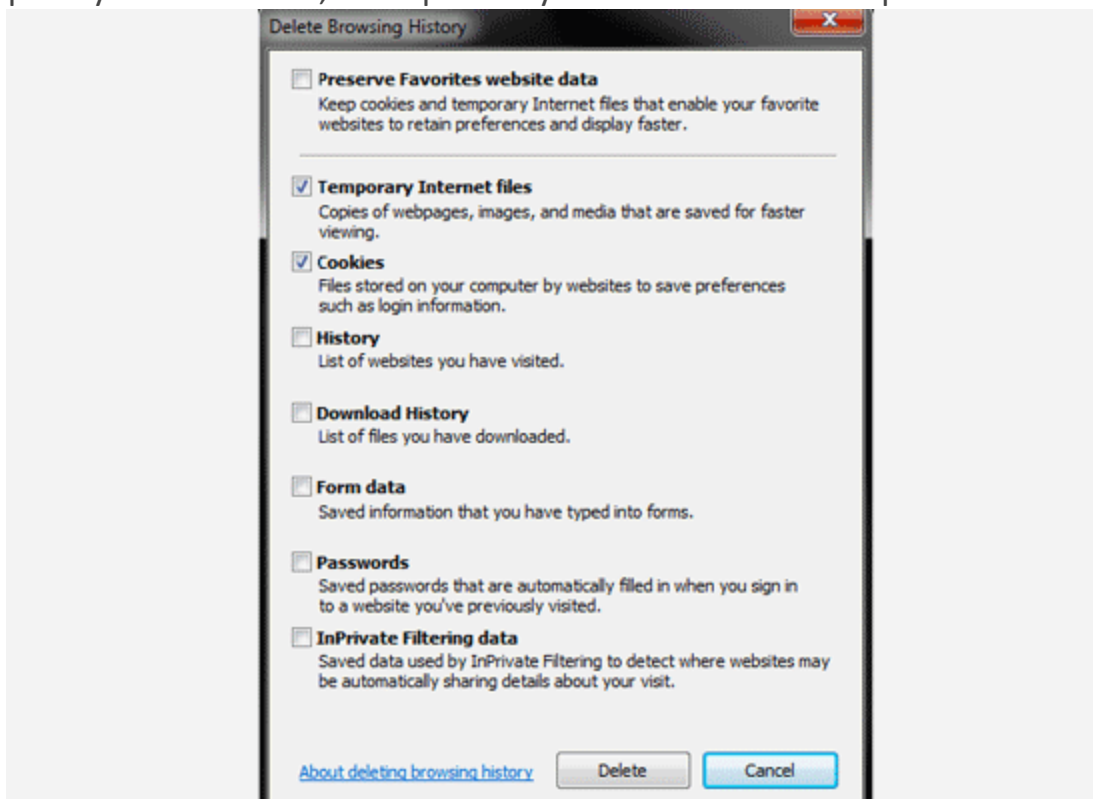 Delete Browsing History
Preserve Favorites website data
Keep cookies and temporary Internet files that enable your favorite
websites to retain preferences and display faster.
Temporary Internet files
Copies of webpages, images, and media that are saved for faster
viewing.
Cookies
Files stored on your computer by websites to save preferences
such as login information.
History
List of websites you have visited.
Download History
List of files you have downloaded.
Form data
Saved information that you have typed into forms.
Passwords
Saved passwords that are automatically filled in when you sign in
to a website you've previously visited.
InPrivate Filtering data
Saved data used by InPrivate Filtering to detect where websites may
be automatically sharing details about your visit.
About deleting browsing history Delete Cancel